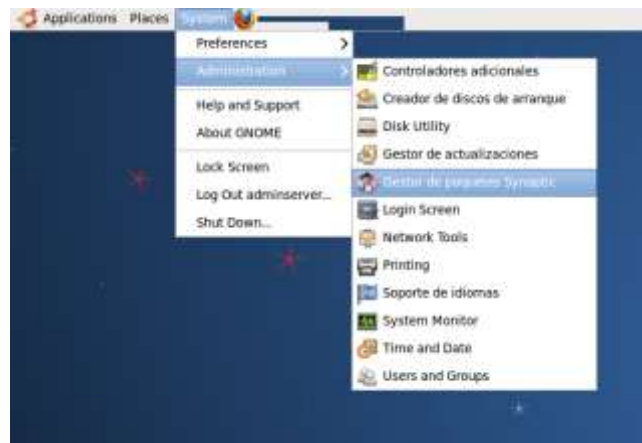 Applications Places System
Preferences
Administration
Help and Support
About GNOME
Lock Screen
Log Out adminserver...
Shut Down...
Controladores adicionales
Creador de discos de arranque
Disk Utility
Gestor de actualizaciones
Gestor de paquetes Synaptic
Login Screen
Network Tools
Printing
Soporte de idiomas
System Monitor
Time and Date
Users and Groups